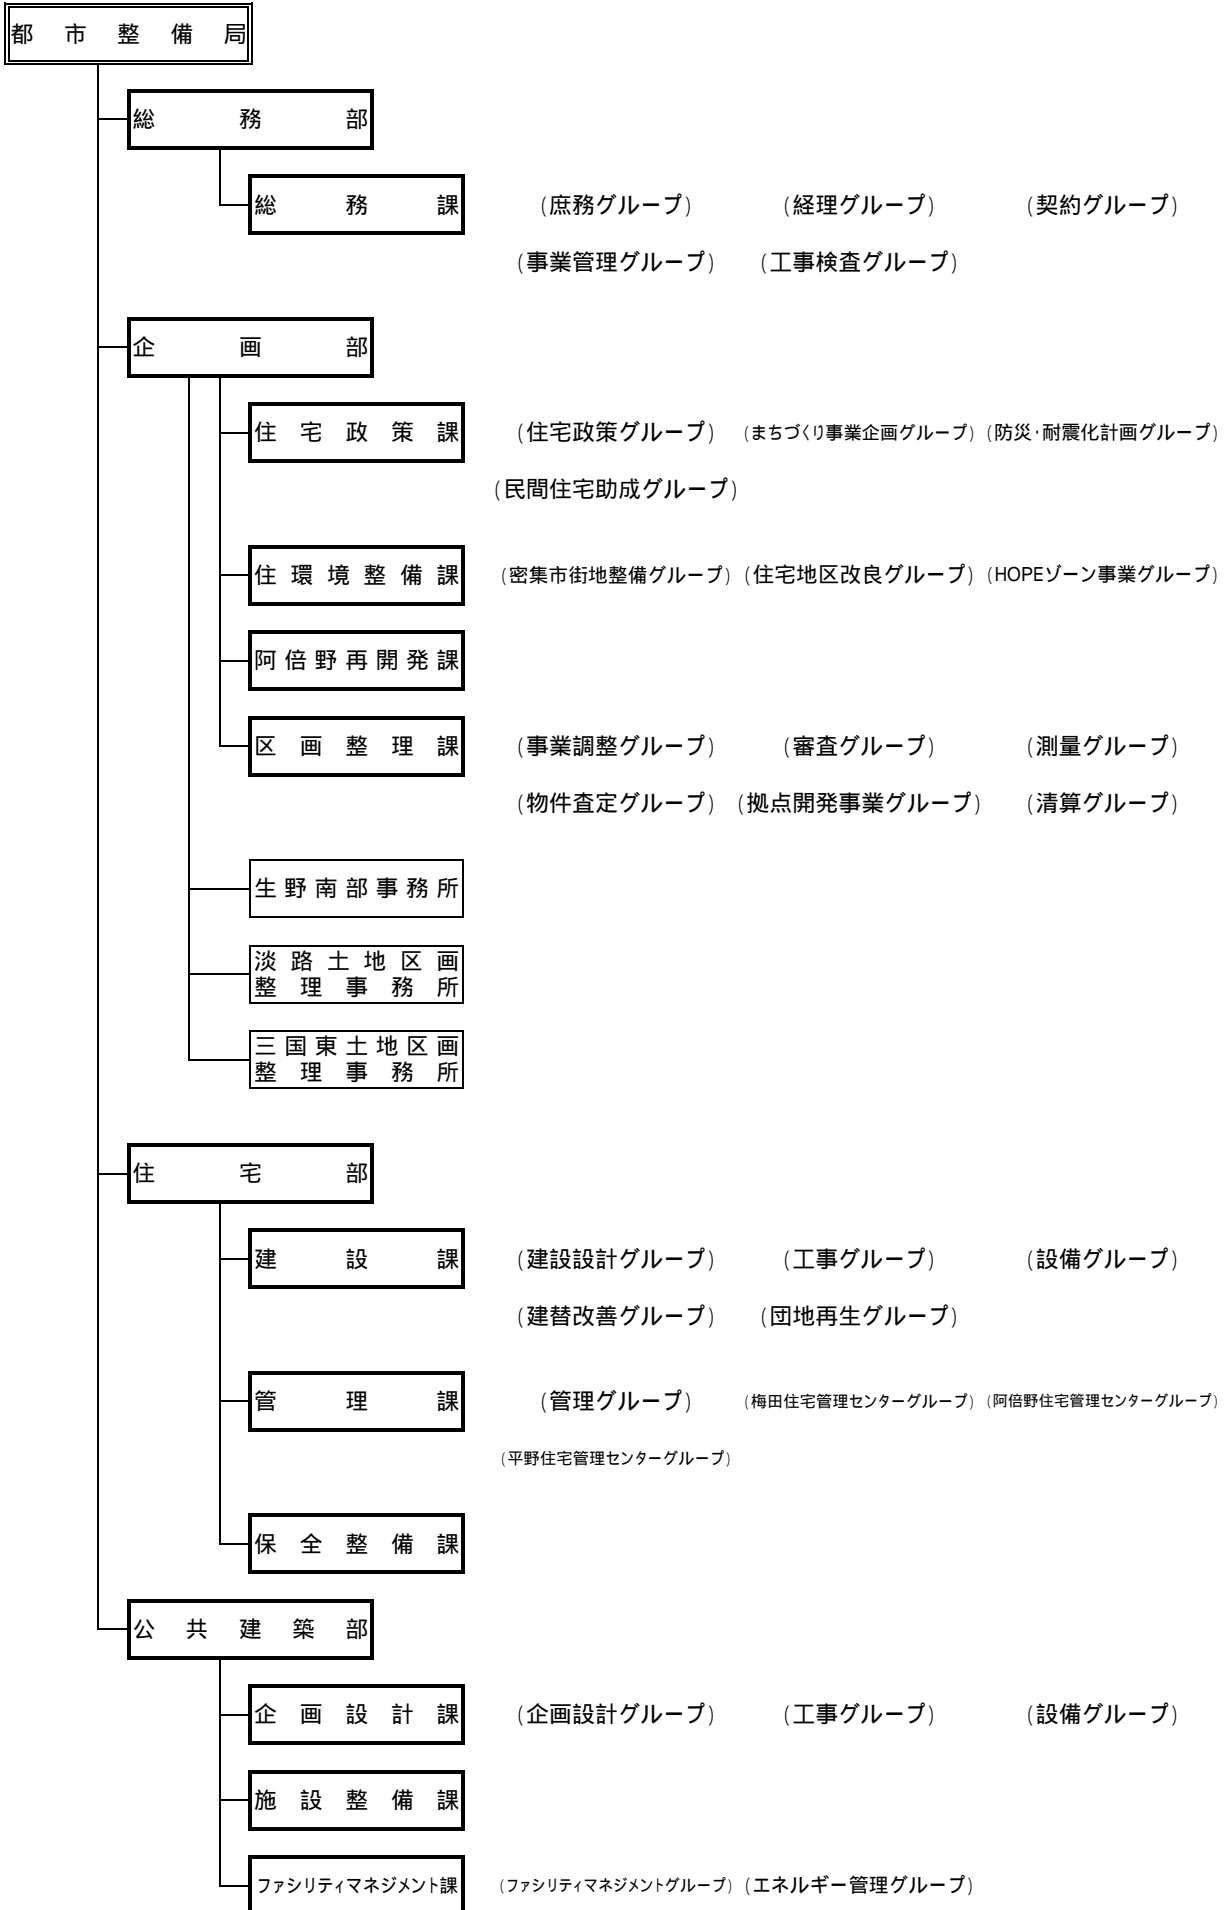 都市整備局
総務部
総務課 (庶務グループ) (経理グループ) (契約グループ)
(事業管理グループ) (工事検査グループ)
企画部
住宅政策課 (住宅政策グループ) (まちづくり事業企画グループ) (防災・耐震化計画グループ)
(民間住宅助成グループ)
住環境整備課 (密集市街地整備グループ) (住宅地区改良グループ) (HOPEゾーン事業グループ)
阿倍野再開発課
区画整理課 (事業調整グループ) (審査グループ) (測量グループ)
(物件査定グループ) (拠点開発事業グループ) (清算グループ)
生野南部事務所
淡路土地区画
整理事務所
三国東土地区画
整理事務所
住宅部
建設課 (建設設計グループ) (工事グループ) (設備グループ)
(建替改善グループ) (団地再生グループ)
管理課 (管理グループ) (梅田住宅管理センターグループ) (阿倍野住宅管理センターグループ)
(平野住宅管理センターグループ)
保全整備課
公共建築部
企画設計課 (企画設計グループ) (工事グループ) (設備グループ)
施設整備課
ファシリティマネジメント課 (ファシリティマネジメントグループ) (エネルギー管理グループ)